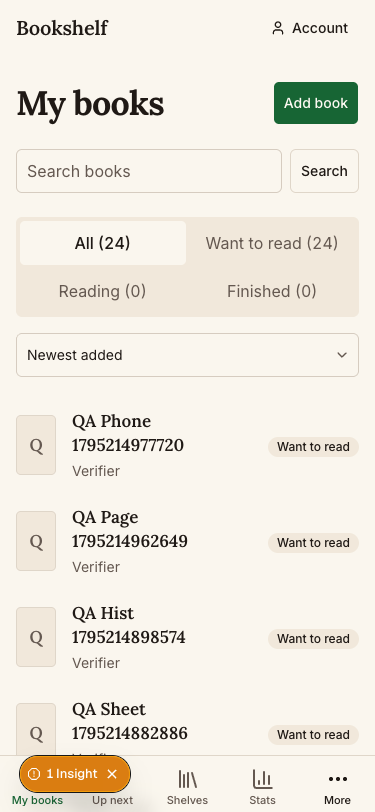 Bookshelf
Account
My books
Add book
Search books
Search
All (24)
Want to read (24)
Reading (0)
Finished (0)
Newest added
Q
QA Phone
1795214977720
Verifier
Want to read
Q
QA Page
1795214962649
Verifier
Want to read
Q
QA Hist
1795214898574
Verifier
Want to read
Q
QA Sheet
1795214882886
Want to read
1 Insight
My books
Up next
Shelves
Stats
More